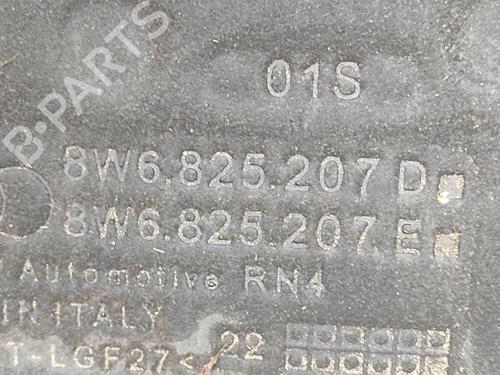 B-PARTS
01S
8W6.825.207 D
8W6.825.207 E
Automotive RN4
IN ITALY
T-LGF27< 22